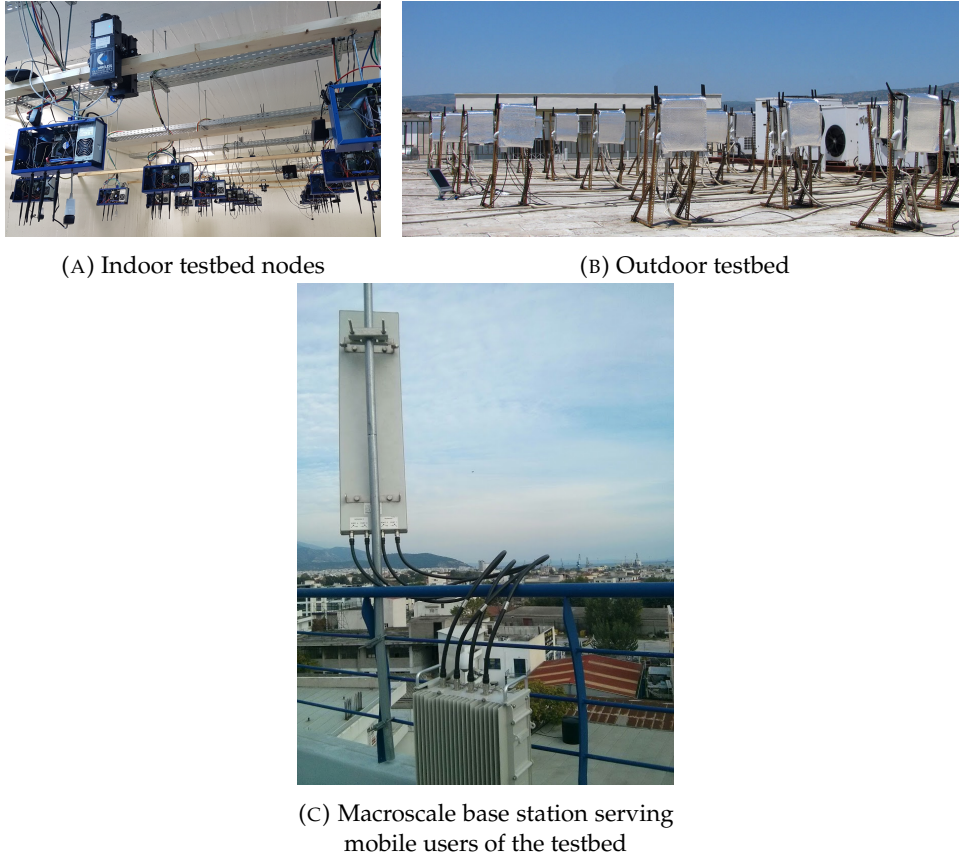 (A) Indoor testbed nodes
(B) Outdoor testbed
(C) Macroscale base station serving
mobile users of the testbed